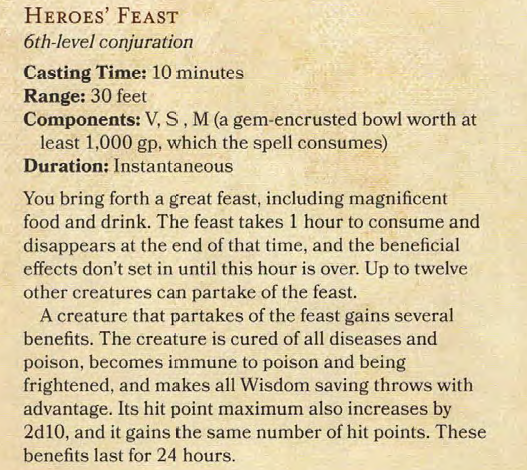 HEROES' FEAST
6th-level conjuration
Casting Time: 10 minutes
Range: 30 feet
Components: V, S , M (a gem-encrusted bowl worth at
least 1,000 gp, which the spell consumes)
Duration: Instantaneous
You bring forth a great feast, including magnificent
food and drink. The feast takes 1 hour to consume and
disappears at the end of that time, and the beneficial
effects don't set in until this hour is over. Up to twelve
other creatures can partake of the feast.
A creature that partakes of the feast gains several
benefits. The creature is cured of all diseases and
poison, becomes immune to poison and being
frightened, and makes all Wisdom saving throws with
advantage. Its hit point maximum also increases by
2d10, and it gains the same number of hit points. These
benefits last for 24 hours.